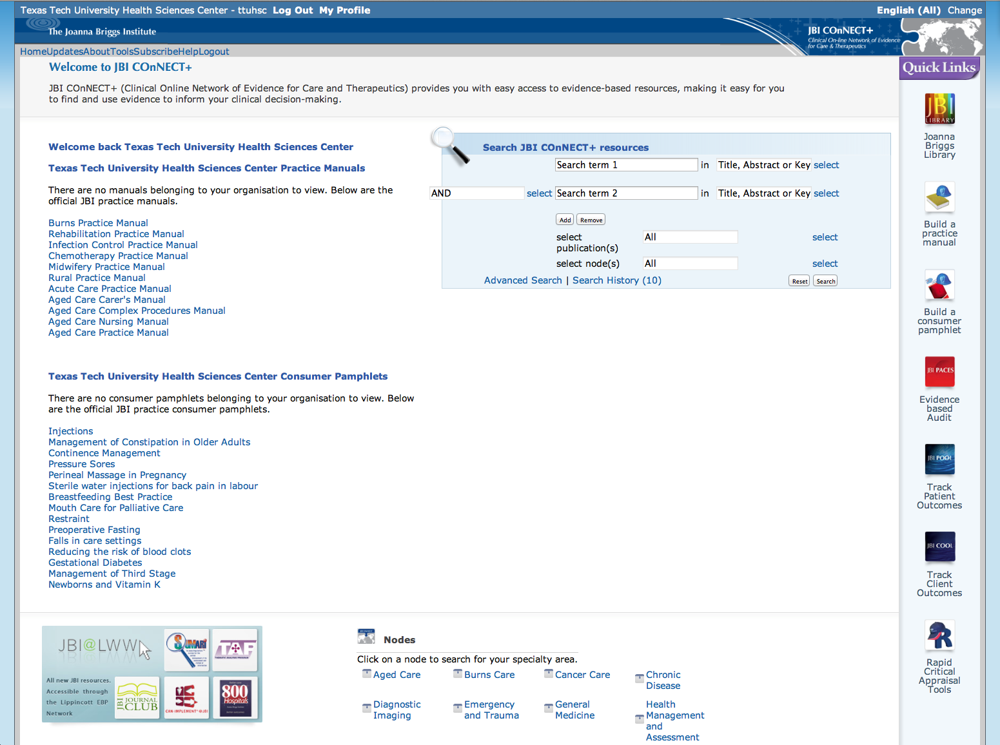 Texas Tech University Health Sciences Center - ttuhsc Log Out My Profile
English (All) Change
The Joanna Briggs Institute
JBI COnNECT+
Clinical On-line Network of Evidence
for Care & Therapeutics
HomeUpdatesAboutToolsSubscribeHelpLogout
Welcome to JBI COnNECT+
JBI COnNECT+ (Clinical Online Network of Evidence for Care and Therapeutics) provides you with easy access to evidence-based resources, making it easy for you
to find and use evidence to inform your clinical decision-making.
Welcome back Texas Tech University Health Sciences Center
Texas Tech University Health Sciences Center Practice Manuals
There are no manuals belonging to your organisation to view. Below are the
official JBI practice manuals.
Burns Practice Manual
Rehabilitation Practice Manual
Infection Control Practice Manual
Chemotherapy Practice Manual
Midwifery Practice Manual
Rural Practice Manual
Acute Care Practice Manual
Aged Care Carer's Manual
Aged Care Complex Procedures Manual
Aged Care Nursing Manual
Aged Care Practice Manual
Texas Tech University Health Sciences Center Consumer Pamphlets
There are no consumer pamphlets belonging to your organisation to view. Below
are the official JBI practice consumer pamphlets.
Injections
Management of Constipation in Older Adults
Continence Management
Pressure Sores
Perineal Massage in Pregnancy
Sterile water injections for back pain in labour
Breastfeeding Best Practice
Mouth Care for Palliative Care
Restraint
Preoperative Fasting
Falls in care settings
Reducing the risk of blood clots
Gestational Diabetes
Management of Third Stage
Newborns and Vitamin K
Search JBI COnNECT+ resources
Search term 1 in Title, Abstract or Key select
AND select Search term 2 in Title, Abstract or Key select
Add Remove
select
publication(s) All select
select node(s) All select
Advanced Search | Search History (10) Reset Search
Quick Links
JBI
LIBRARY
Joanna
Briggs
Library
Build a
practice
manual
Build a
consumer
pamphlet
JBI PACES
Evidence
based
Audit
JBI POOL
Track
Patient
Outcomes
JBI COOL
Track
Client
Outcomes
R
Rapid
Critical
Appraisal
Tools
JBI@LWW
SUMARI
TAP
THEMATIC ANALYSIS PROGRAM
All new JBI resources.
Accessible through
the Lippincott EBP
Network
JBI JOURNAL
CLUB
CAN-IMPLEMENT®@JBI
800
Hospitals
Nodes
Click on a node to search for your specialty area.
Aged Care
Burns Care
Cancer Care
Chronic
Disease
Diagnostic
Imaging
Emergency
and Trauma
General
Medicine
Health
Management
and
Assessment